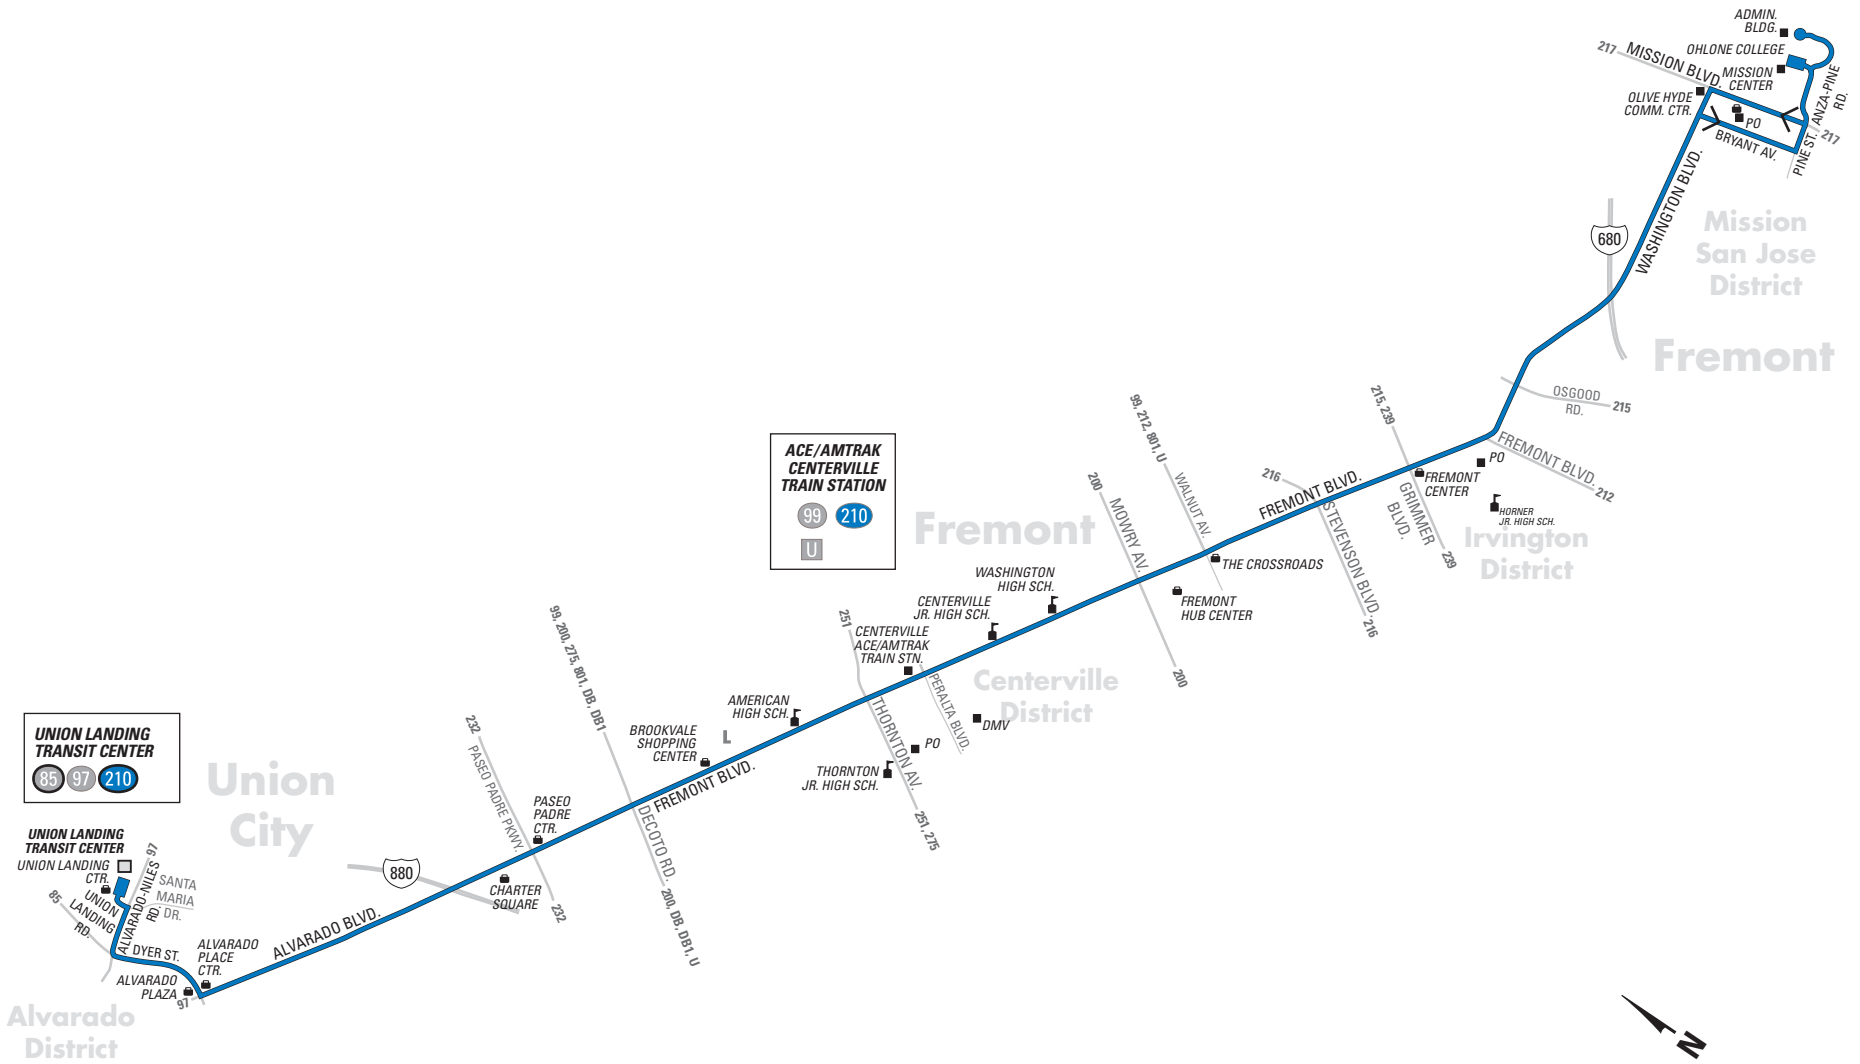 ADMIN.
BLDG.
OHLONE COLLEGE
217
MISSION BLVD.
MISSION
CENTER
ANZA-PINE
RD.
OLIVE HYDE
COMM. CTR.
PO
217
BRYANT AV.
PINE ST.
WASHINGTON BLVD.
680
Mission
San Jose
District
Fremont
OSGOOD
RD.
215
215, 239
FREMONT BLVD.
212
PO
FREMONT
CENTER
GRIMMER
BLVD.
239
HORNER
JR. HIGH SCH.
Irvington
District
99, 212, 801, U
WALNUT AV.
216
FREMONT BLVD.
STEVENSON BLVD.
216
THE CROSSROADS
200
MOWRY AV.
200
FREMONT
HUB CENTER
ACE/AMTRAK
CENTERVILLE
TRAIN STATION
99
210
U
Fremont
WASHINGTON
HIGH SCH.
CENTERVILLE
JR. HIGH SCH.
CENTERVILLE
ACE/AMTRAK
TRAIN STN.
251
PERALTA BLVD.
Centerville
District
DMV
THORNTON AV.
PO
THORNTON
JR. HIGH SCH.
251, 275
AMERICAN
HIGH SCH.
L
BROOKVALE
SHOPPING
CENTER
FREMONT BLVD.
99, 200, 275, 801, DB, DB1
DECOTO RD.
200, DB, DB1, U
232
PASEO PADRE PKWY.
232
PASEO
PADRE
CTR.
CHARTER
SQUARE
880
Union
City
UNION LANDING
TRANSIT CENTER
85
97
210
UNION LANDING
TRANSIT CENTER
UNION LANDING
CTR.
97
ALVARADO-NILES
RD.
SANTA
MARIA
DR.
85
UNION
LANDING
RD.
DYER ST.
ALVARADO
PLACE
CTR.
ALVARADO BLVD.
ALVARADO
PLAZA
97
Alvarado
District
N